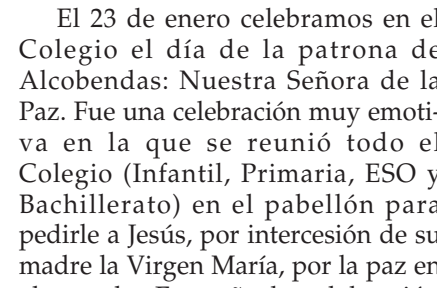 El 23 de enero celebramos en el
Colegio el día de la patrona de
Alcobendas: Nuestra Señora de la
Paz. Fue una celebración muy emoti-
va en la que se reunió todo el
Colegio (Infantil, Primaria, ESO y
Bachillerato) en el pabellón para
pedirle a Jesús, por intercesión de su
madre la Virgen María, por la paz en